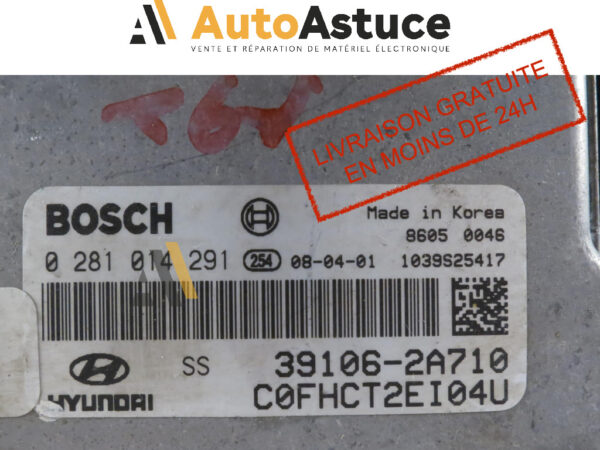 AutoAstuce
VENTE ET RÉPARATION DE MATÉRIEL ÉLECTRONIQUE
LIVRAISON GRATUITE
EN MOINS DE 24H
BOSCH
Made in Korea
8605 0046
0 281 014 291 254 08-04-01 1039S25417
SS 39106-2A710
HYUNDAI C0FHCT2EI04U